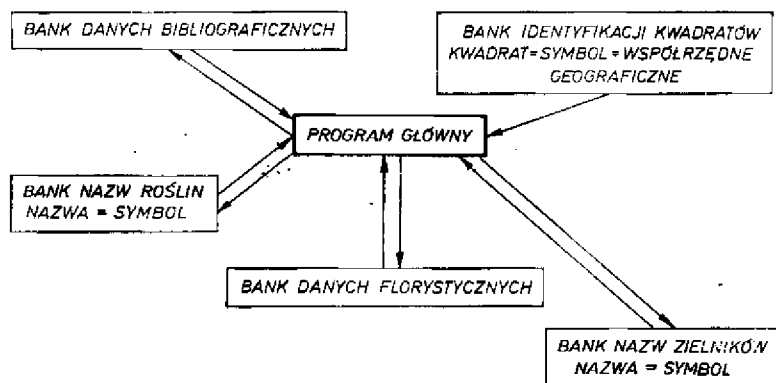 BANK DANYCH BIBLIOGRAFICZNYCH
BANK IDENTYFIKACJI KWADRATÓW
KWADRAT=SYMBOL=WSPÓŁRZĘDNE
GEOGRAFICZNE
PROGRAM GŁÓWNY
BANK NAZW ROŚLIN
NAZWA = SYMBOL
BANK DANYCH FLORYSTYCZNYCH
BANK NAZW ZIELNIKÓW
NAZWA = SYMBOL